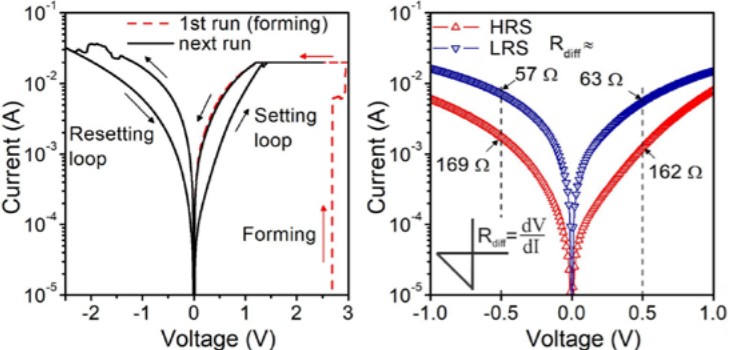 10⁻¹
10⁻²
10⁻³
10⁻⁴
10⁻⁵
Current (A)
1st run (forming)
next run
Resetting
loop
Setting
loop
Forming
-2 -1 0 1 2 3
Voltage (V)
10⁻¹
10⁻²
10⁻³
10⁻⁴
10⁻⁵
Current (A)
HRS
LRS
R_diff ≈
57 Ω
63 Ω
169 Ω
162 Ω
R_diff = dV/dI
-1.0 -0.5 0.0 0.5 1.0
Voltage (V)